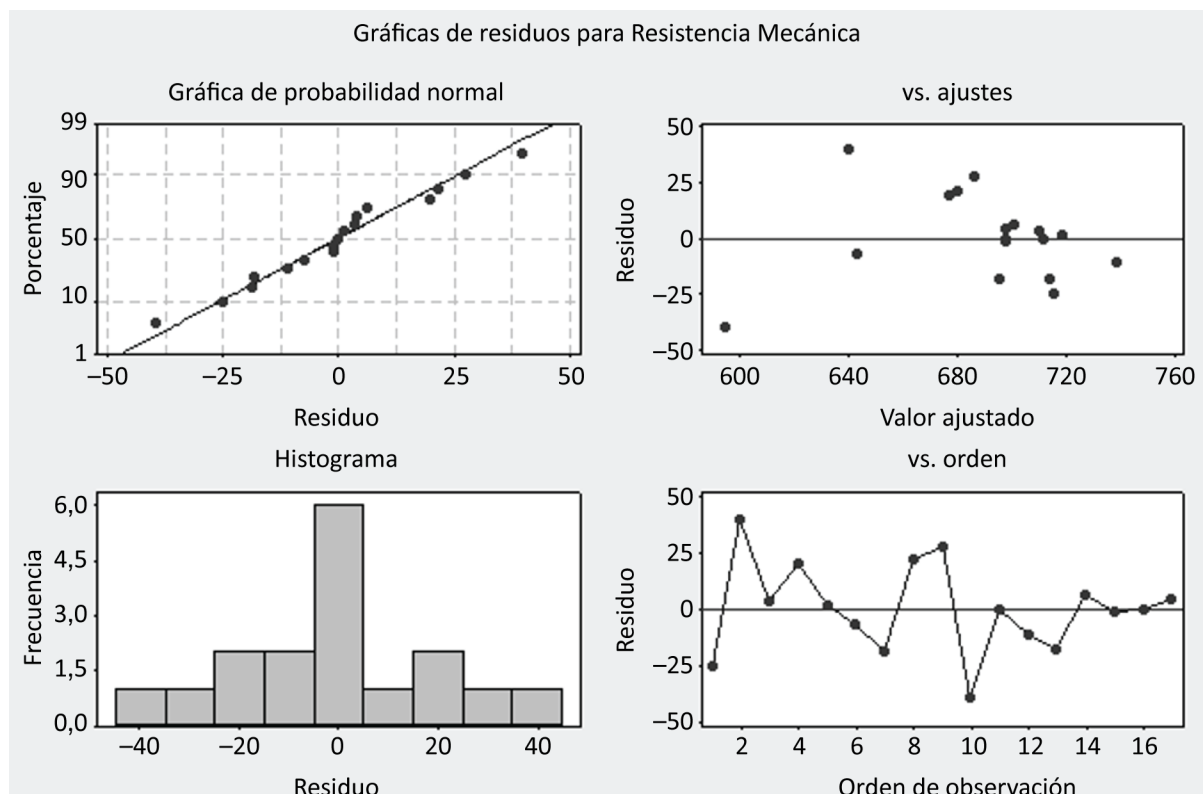 Gráficas de residuos para Resistencia Mecánica
Gráfica de probabilidad normal
99
90
50
10
1
Porcentaje
−50 −25 0 25 50
Residuo
vs. ajustes
50
25
0
−25
−50
Residuo
600 640 680 720 760
Valor ajustado
Histograma
6,0
4,5
3,0
1,5
0,0
Frecuencia
−40 −20 0 20 40
Residuo
vs. orden
50
25
0
−25
−50
Residuo
2 4 6 8 10 12 14 16
Orden de observación